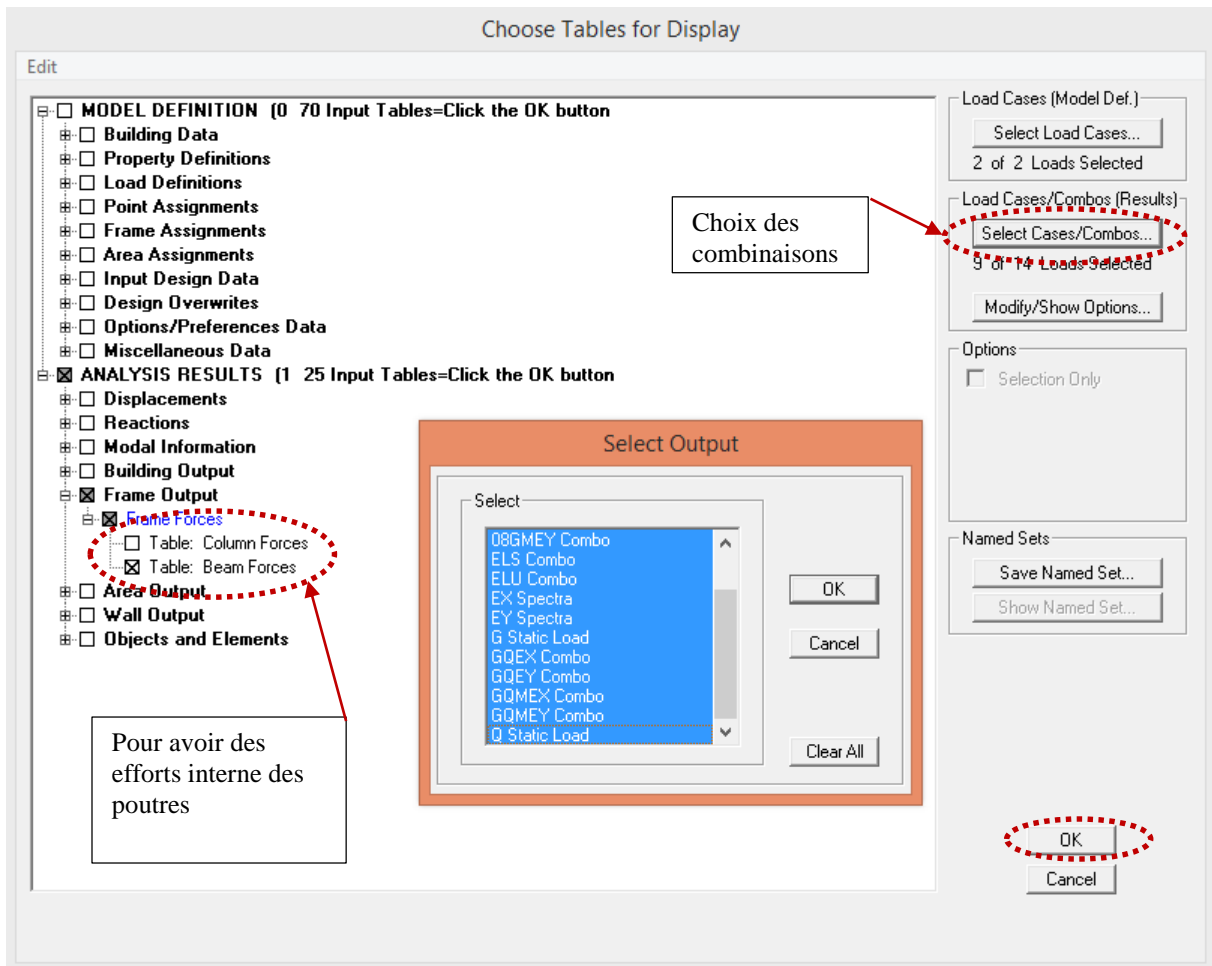 Choose Tables for Display
Edit
MODEL DEFINITION (0 70 Input Tables=Click the OK button
Building Data
Property Definitions
Load Definitions
Point Assignments
Frame Assignments
Area Assignments
Input Design Data
Design Overwrites
Options/Preferences Data
Miscellaneous Data
ANALYSIS RESULTS (1 25 Input Tables=Click the OK button
Displacements
Reactions
Modal Information
Building Output
Frame Output
Frame Forces
Table: Column Forces
Table: Beam Forces
Area Output
Wall Output
Objects and Elements
Choix des
combinaisons
Pour avoir des
efforts interne des
poutres
Select Output
Select
08GMEY Combo
ELS Combo
ELU Combo
EX Spectra
EY Spectra
G Static Load
GQEX Combo
GQEY Combo
GQMEX Combo
GQMEY Combo
Q Static Load
OK
Cancel
Clear All
Load Cases (Model Def.)
Select Load Cases...
2 of 2 Loads Selected
Load Cases/Combos (Results)
Select Cases/Combos...
9 of 14 Loads Selected
Modify/Show Options...
Options
Selection Only
Named Sets
Save Named Set...
Show Named Set...
OK
Cancel